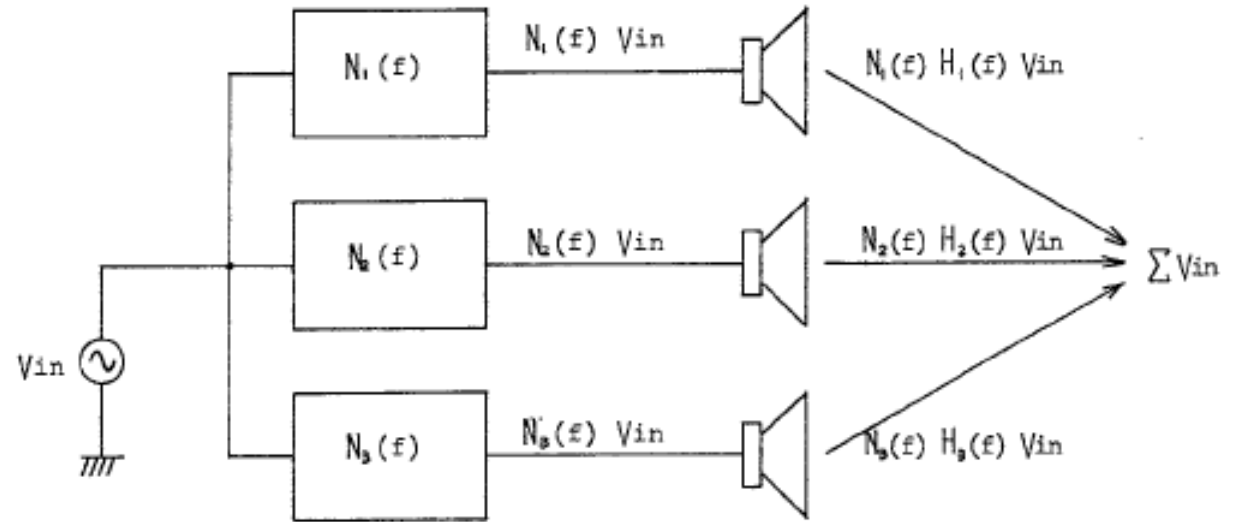 N₁(f)
N₁(f) Vin
N₁(f) H₁(f) Vin
N₂(f)
N₂(f) Vin
N₂(f) H₂(f) Vin
∑ Vin
Vin
N₃(f)
N₃(f) Vin
N₃(f) H₃(f) Vin